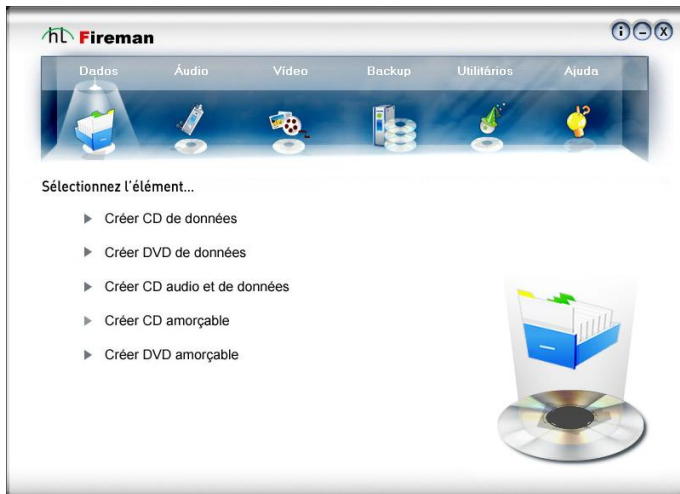 hl Fireman
Dados Áudio Vídeo Backup Utilitários Ajuda
Sélectionnez l'élément...
Créer CD de données
Créer DVD de données
Créer CD audio et de données
Créer CD amorçable
Créer DVD amorçable